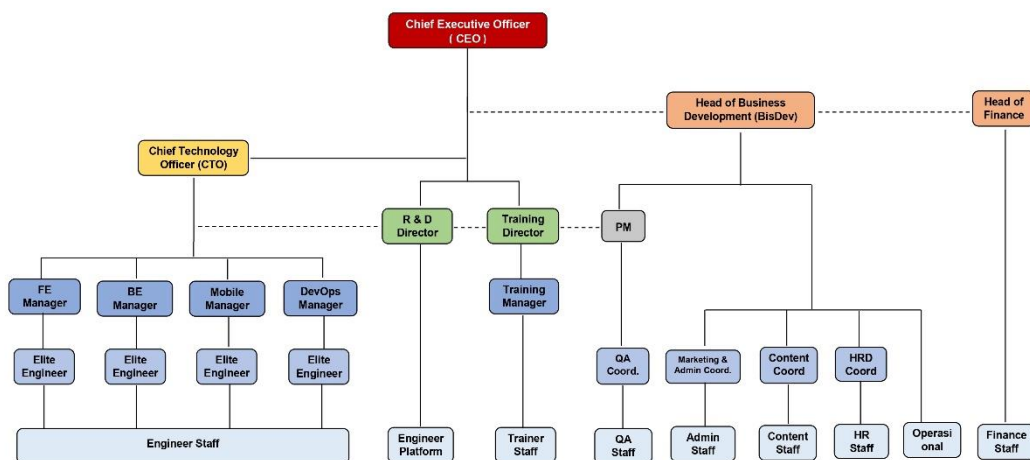 Chief Executive Officer
( CEO )
Head of Business
Development (BisDev)
Head of
Finance
Chief Technology
Officer (CTO)
R & D
Director
Training
Director
PM
FE
Manager
BE
Manager
Mobile
Manager
DevOps
Manager
Training
Manager
Elite
Engineer
Elite
Engineer
Elite
Engineer
Elite
Engineer
QA
Coord.
Marketing &
Admin Coord.
Content
Coord
HRD
Coord
Engineer Staff
Engineer
Platform
Trainer
Staff
QA
Staff
Admin
Staff
Content
Staff
HR
Staff
Operasi
onal
Finance
Staff